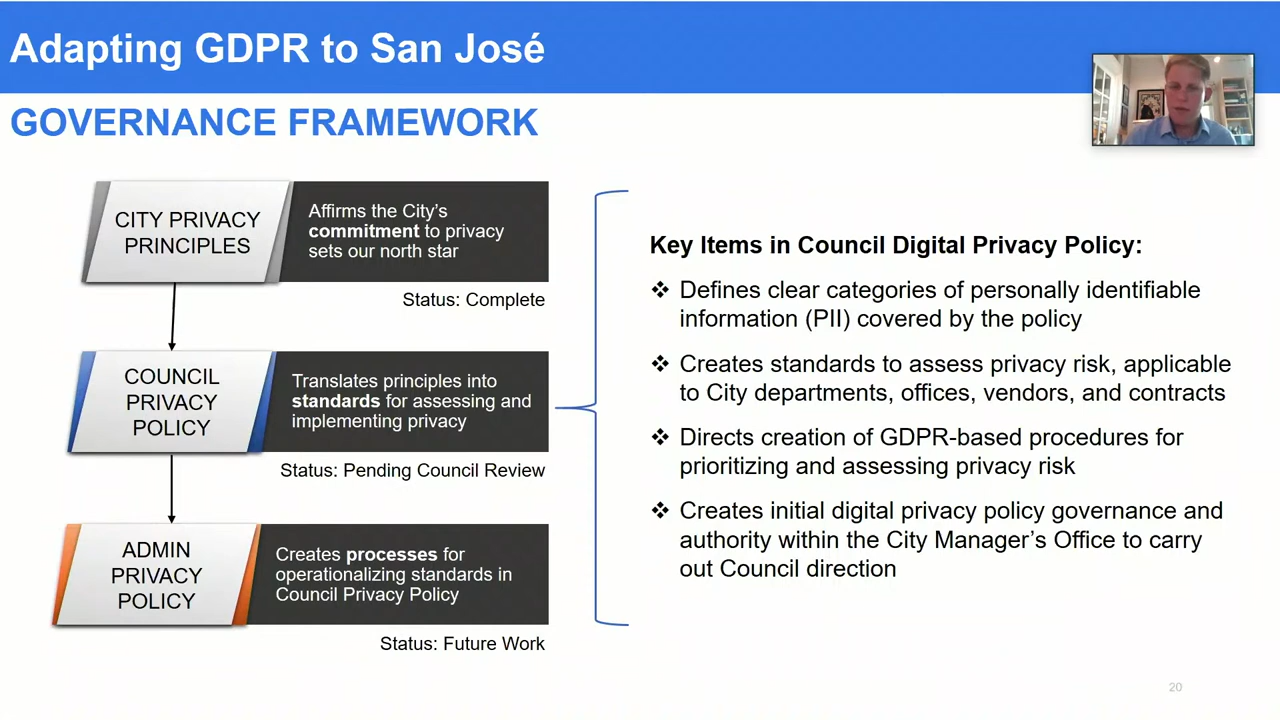 Adapting GDPR to San José
GOVERNANCE FRAMEWORK
CITY PRIVACY
PRINCIPLES
Affirms the City’s
commitment to privacy
sets our north star
Status: Complete
COUNCIL
PRIVACY
POLICY
Translates principles into
standards for assessing and
implementing privacy
Status: Pending Council Review
ADMIN
PRIVACY
POLICY
Creates processes for
operationalizing standards in
Council Privacy Policy
Status: Future Work
Key Items in Council Digital Privacy Policy:
❖ Defines clear categories of personally identifiable
information (PII) covered by the policy
❖ Creates standards to assess privacy risk, applicable
to City departments, offices, vendors, and contracts
❖ Directs creation of GDPR-based procedures for
prioritizing and assessing privacy risk
❖ Creates initial digital privacy policy governance and
authority within the City Manager’s Office to carry
out Council direction
20